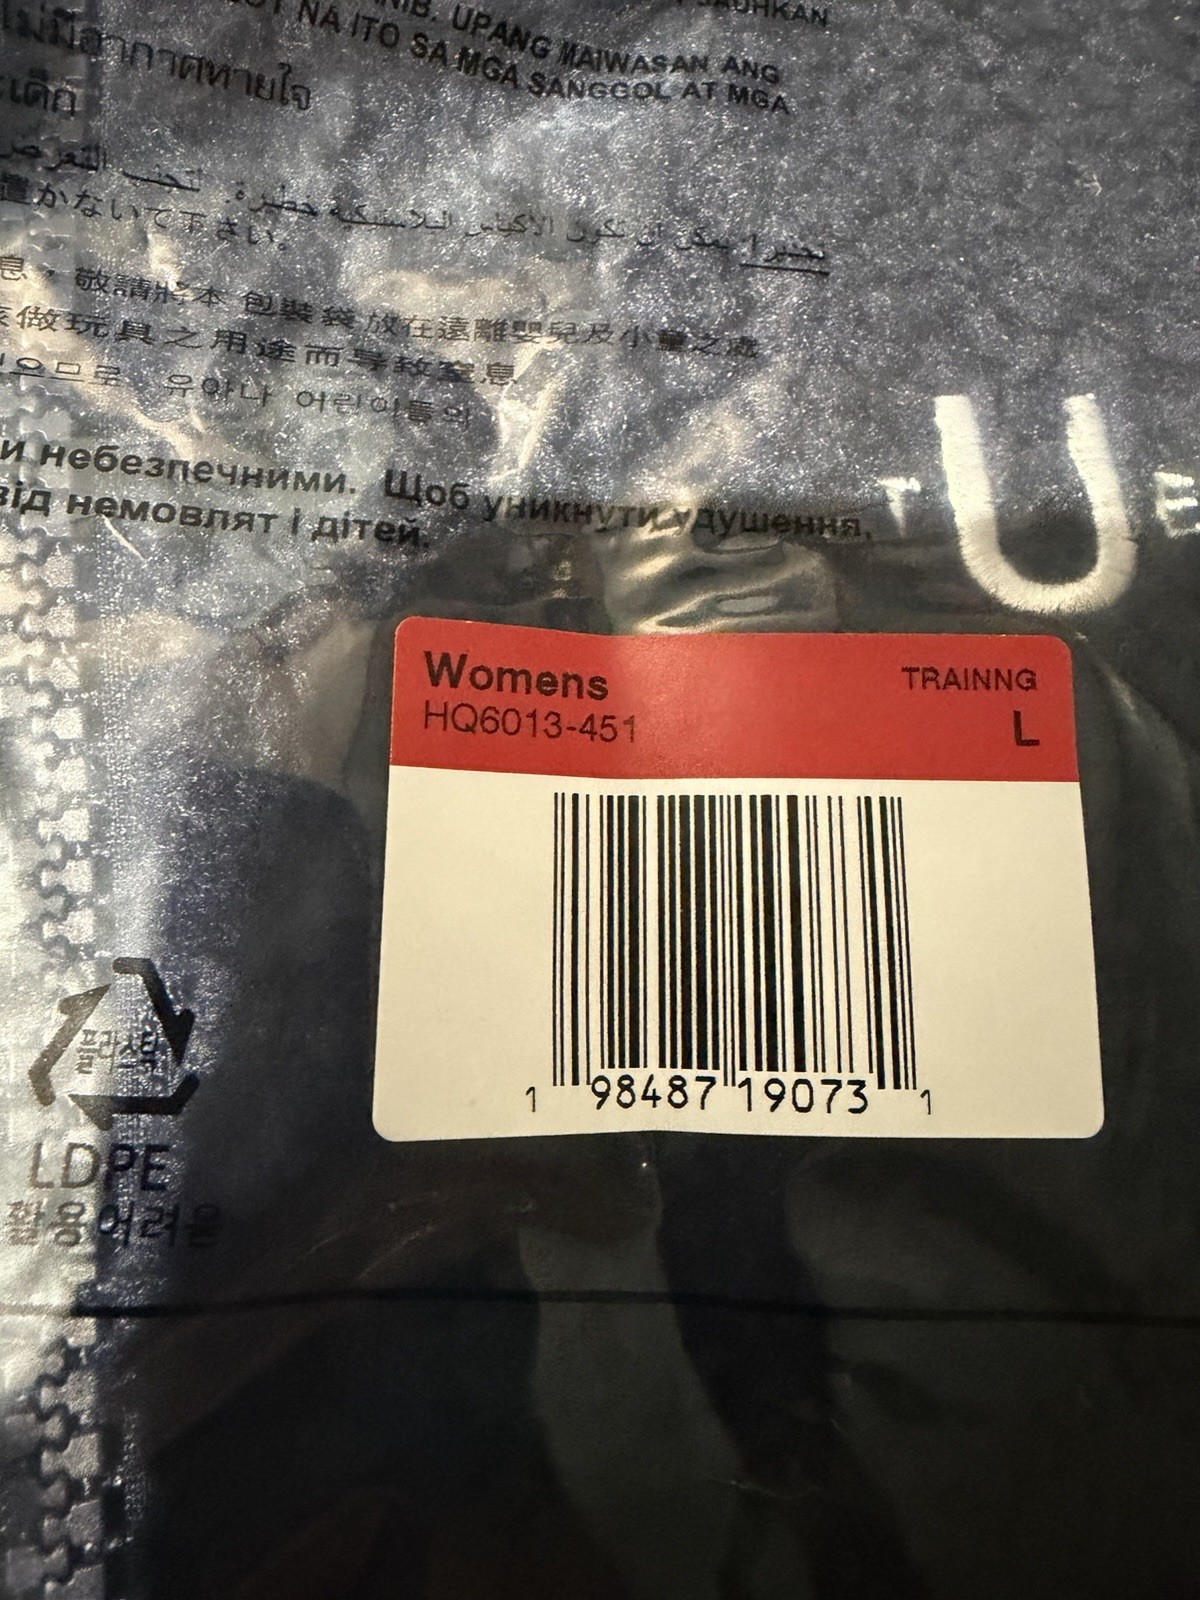 SAUHKAN
UPANG MAIWASAN ANG
NA ITO SA MGA SANGGOL AT MGA
ไม่มีอากาศหายใจ
เด็ก
تحذير! يمكن أن تكون الأكياس البلاستيكية خطيرة. لتجنب التعرض
置かないで下さい。
息，敬請將本 包裝袋放在遠離嬰兒及小童之處
做玩具之用途而导致窒息
있으므로 유아나 어린이들의
и небезпечними. Щоб уникнути удушення,
від немовлят і дітей.
U
Womens
TRAINNG
HQ6013-451
L
1 98487 19073 1
플라스틱
LDPE
활용어려움